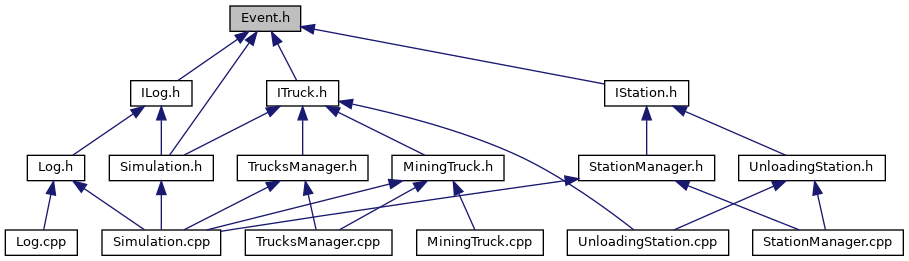 Event.h
ILog.h
ITruck.h
IStation.h
Log.h
Simulation.h
TrucksManager.h
MiningTruck.h
StationManager.h
UnloadingStation.h
Log.cpp
Simulation.cpp
TrucksManager.cpp
MiningTruck.cpp
UnloadingStation.cpp
StationManager.cpp